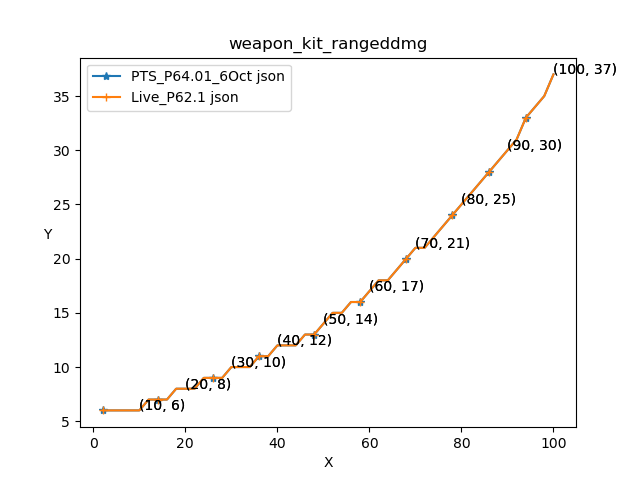 weapon_kit_rangeddmg
PTS_P64.01_6Oct json
Live_P62.1 json
(100, 37)
(90, 30)
(80, 25)
(70, 21)
(60, 17)
(50, 14)
(40, 12)
(30, 10)
(20, 8)
(10, 6)
35
30
25
20
15
10
5
Y
0 20 40 60 80 100
X